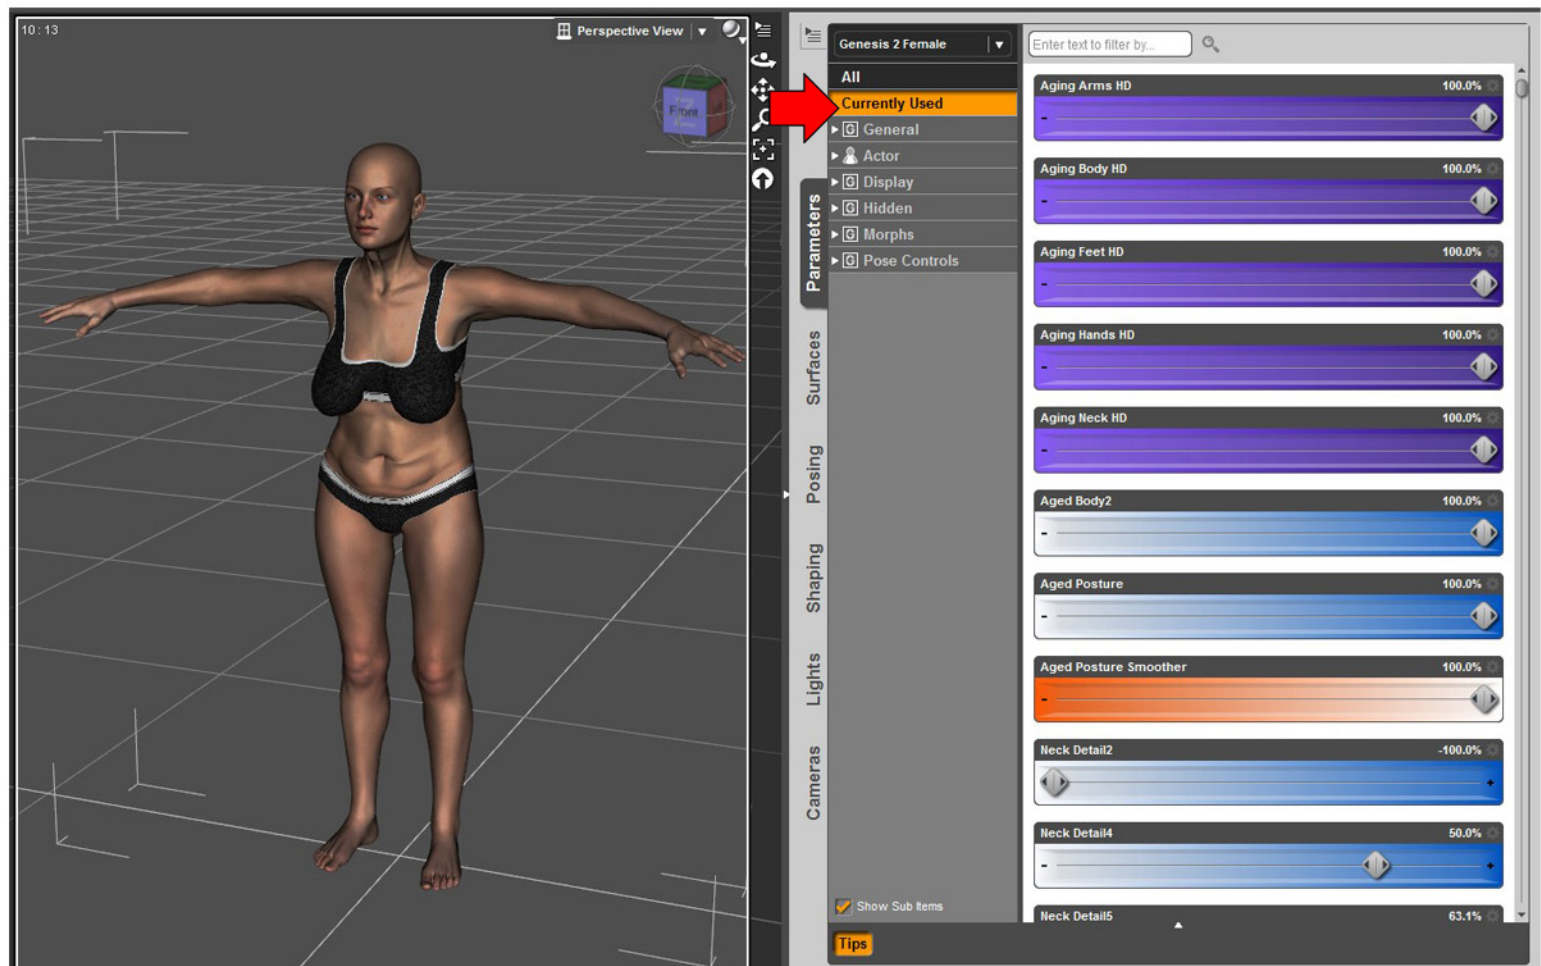 10:13
Perspective View
Front
Parameters
Surfaces
Posing
Shaping
Lights
Cameras
Genesis 2 Female
All
Currently Used
General
Actor
Display
Hidden
Morphs
Pose Controls
Show Sub Items
Tips
Enter text to filter by...
Aging Arms HD 100.0%
Aging Body HD 100.0%
Aging Feet HD 100.0%
Aging Hands HD 100.0%
Aging Neck HD 100.0%
Aged Body2 100.0%
Aged Posture 100.0%
Aged Posture Smoother 100.0%
Neck Detail2 -100.0%
Neck Detail4 50.0%
Neck Detail5 63.1%